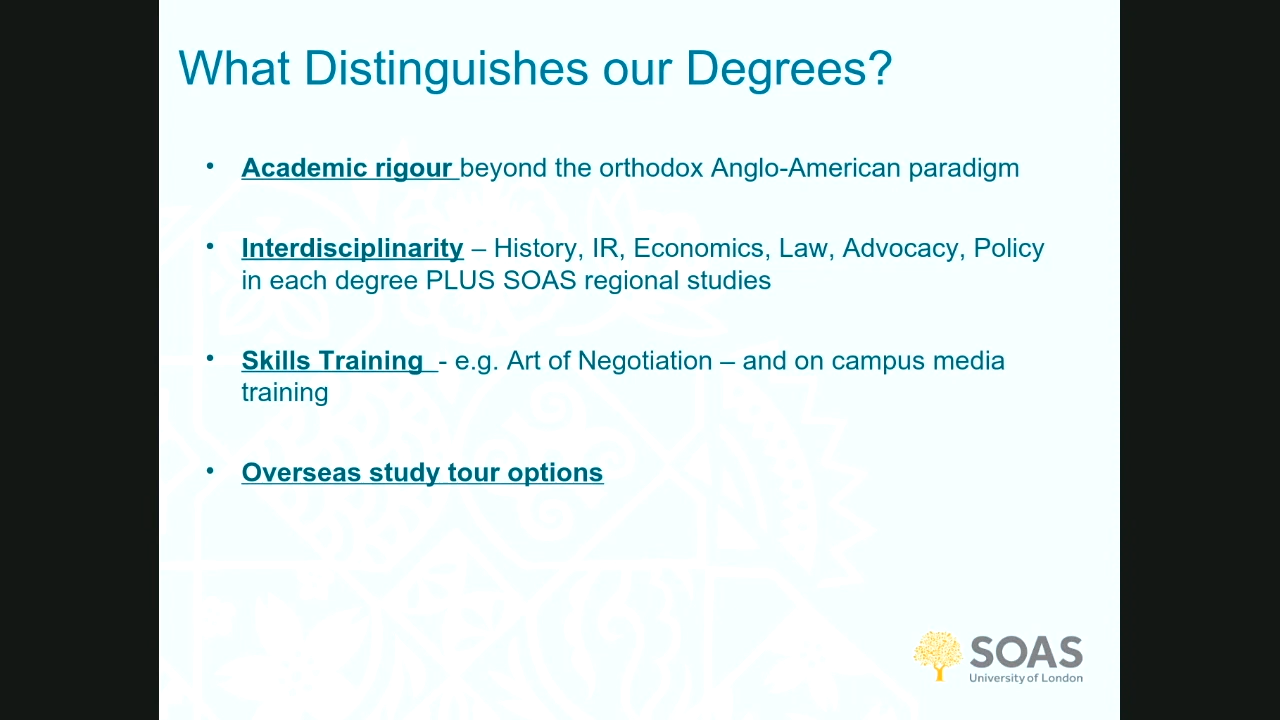 What Distinguishes our Degrees?
• Academic rigour beyond the orthodox Anglo-American paradigm
• Interdisciplinarity – History, IR, Economics, Law, Advocacy, Policy
in each degree PLUS SOAS regional studies
• Skills Training - e.g. Art of Negotiation – and on campus media
training
• Overseas study tour options
SOAS
University of London